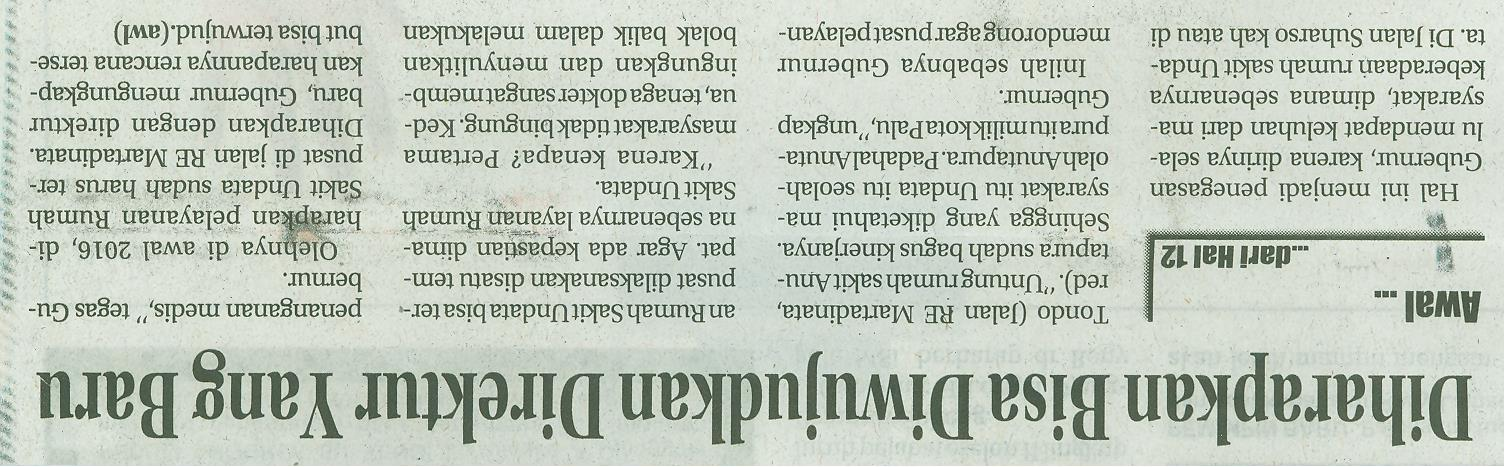 Diharapkan Bisa Diwujudkan Direktur Yang Baru
Awal ...
...dari Hal 12
Hal ini menjadi penegasan
Gubernur, karena dirinya sela-
lu mendapat keluhan dari ma-
syarakat, dimana sebenarnya
keberadaan rumah sakit Unda-
ta. Di Jalan Suharso kah atau di
Tondo (Jalan RE Martadinata,
red). "Untung rumah sakit Anu-
tapura sudah bagus kinerjanya.
Sehingga yang diketahui ma-
syarakat itu Undata itu seolah-
olah Anutapura. Padahal Anuta-
pura itu milik kota Palu," ungkap
Gubernur.
Inilah sebabnya Gubernur
mendorong agar pusat pelayan-
an Rumah Sakit Undata bisa ter-
pusat dilaksanakan disatu tem-
pat. Agar ada kepastian dima-
na sebenarnya layanan Rumah
Sakit Undata.
"Karena kenapa? Pertama
masyarakat tidak bingung. Ked-
ua, tenaga dokter sangat memb-
ingungkan dan menyulitkan
bolak balik dalam melakukan
penanganan medis," tegas Gu-
bernur.
Olehnya di awal 2016, di-
harapkan pelayanan Rumah
Sakit Undata sudah harus ter-
pusat di jalan RE Martadinata.
Diharapkan dengan direktur
baru, Gubernur mengungkap-
kan harapannya rencana terse-
but bisa terwujud.(awl)